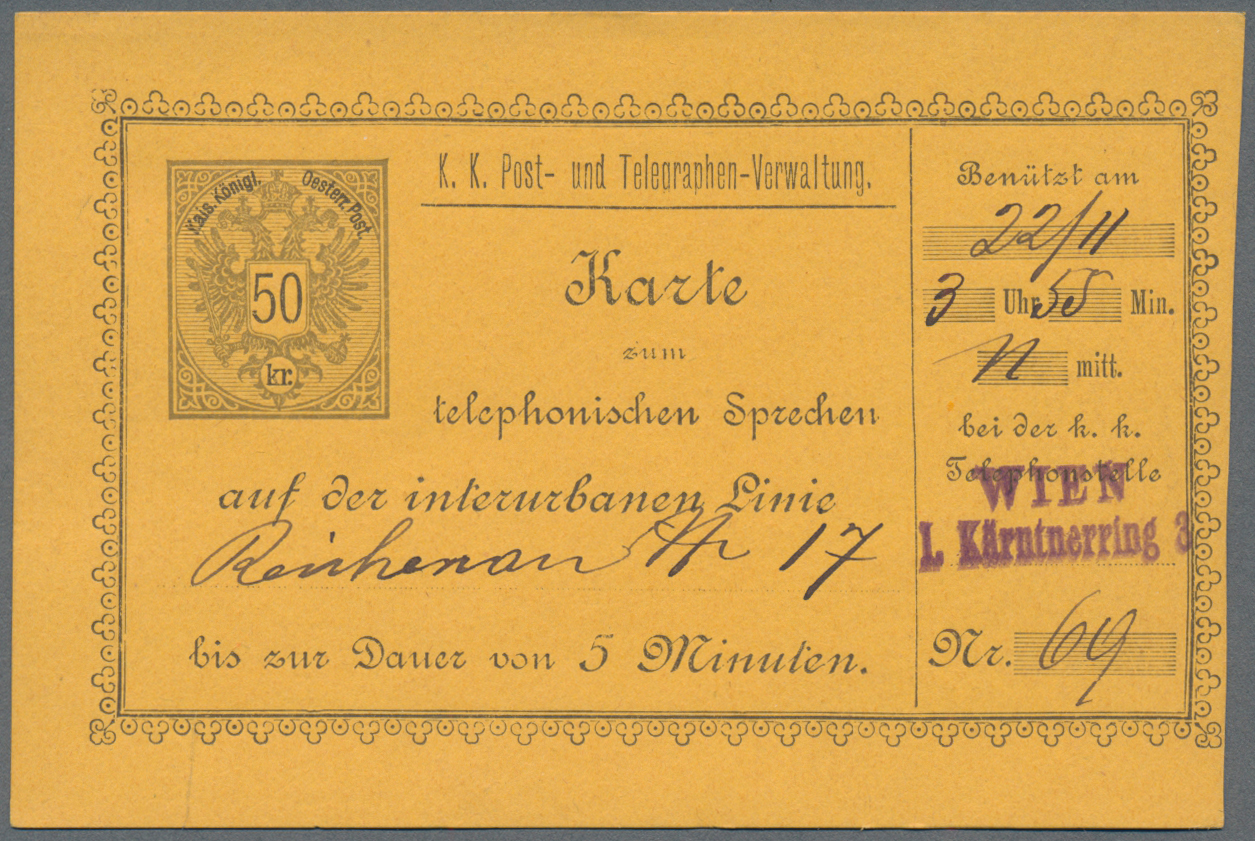 Kais. Königl. Oesterr. Post.
50
kr.
K. K. Post- und Telegraphen-Verwaltung.
Karte
zum
telephonischen Sprechen
auf der interurbanen Linie
Reichenau 17
bis zur Dauer von 5 Minuten.
Benützt am
22/11
3 Uhr 55 Min.
N mitt.
bei der k. k.
Telephonstelle
WIEN
I. Kärntnerring 3
Nr. 69